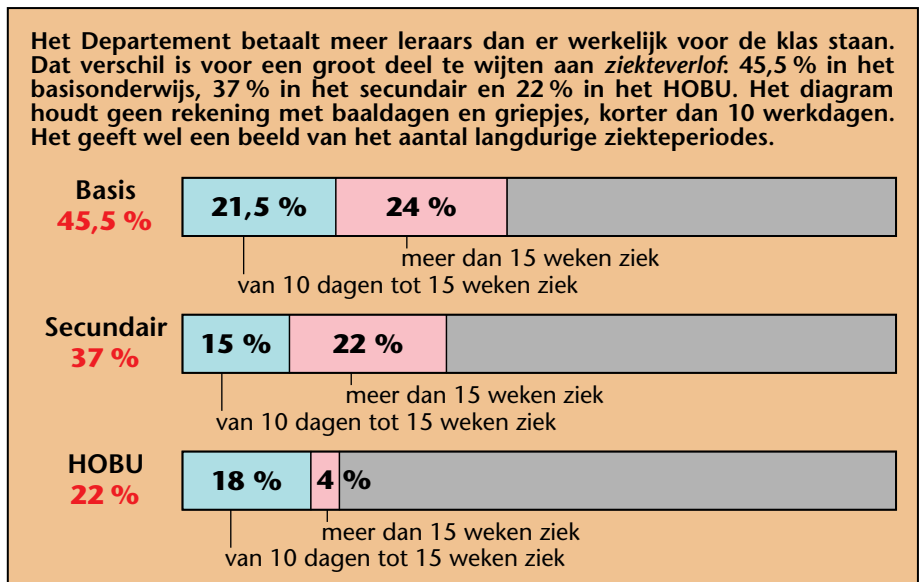 Het Departement betaalt meer leraars dan er werkelijk voor de klas staan.
Dat verschil is voor een groot deel te wijten aan ziekteverlof: 45,5 % in het
basisonderwijs, 37 % in het secundair en 22 % in het HOBU. Het diagram
houdt geen rekening met baaldagen en griepjes, korter dan 10 werkdagen.
Het geeft wel een beeld van het aantal langdurige ziekteperiodes.
Basis
45,5 %
21,5 % 24 %
meer dan 15 weken ziek
van 10 dagen tot 15 weken ziek
Secundair
37 %
15 % 22 %
meer dan 15 weken ziek
van 10 dagen tot 15 weken ziek
HOBU
22 %
18 % 4 %
meer dan 15 weken ziek
van 10 dagen tot 15 weken ziek